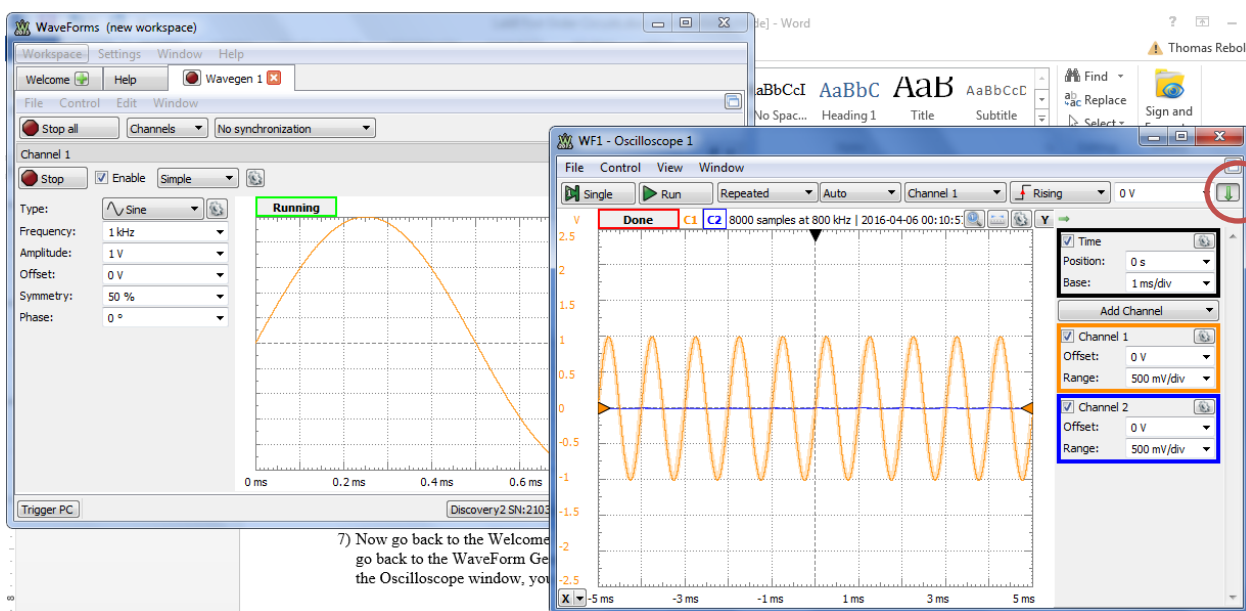 WaveForms (new workspace)
Workspace Settings Window Help
Welcome Help Wavegen 1
File Control Edit Window
Stop all Channels No synchronization
Channel 1
Stop Enable Simple
Type: Sine
Frequency: 1 kHz
Amplitude: 1 V
Offset: 0 V
Symmetry: 50 %
Phase: 0 °
Running
0 ms 0.2 ms 0.4 ms 0.6 ms
Trigger PC Discovery2 SN:2103
7) Now go back to the Welcome
go back to the WaveForm Ge
the Oscilloscope window, you
de] - Word
?
Thomas Rebol
aBbCcI AaBbC AaB AaBbCcD
No Spac... Heading 1 Title Subtitle
Find
Replace
Select
Sign and
WF1 - Oscilloscope 1
File Control View Window
Single Run Repeated Auto Channel 1 Rising 0 V
V Done C1 C2 8000 samples at 800 kHz | 2016-04-06 00:10:5 Y
2.5
2
1.5
1
0.5
0
-0.5
-1
-1.5
-2
-2.5
X -5 ms -3 ms -1 ms 1 ms 3 ms 5 ms
Time
Position: 0 s
Base: 1 ms/div
Add Channel
Channel 1
Offset: 0 V
Range: 500 mV/div
Channel 2
Offset: 0 V
Range: 500 mV/div